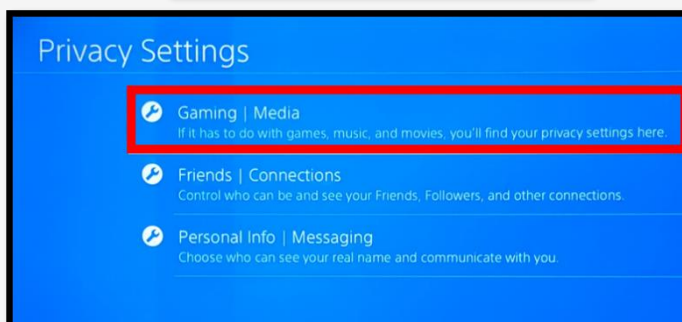 Privacy Settings
Gaming | Media
If it has to do with games, music, and movies, you'll find your privacy settings here.
Friends | Connections
Control who can be and see your Friends, Followers, and other connections.
Personal Info | Messaging
Choose who can see your real name and communicate with you.